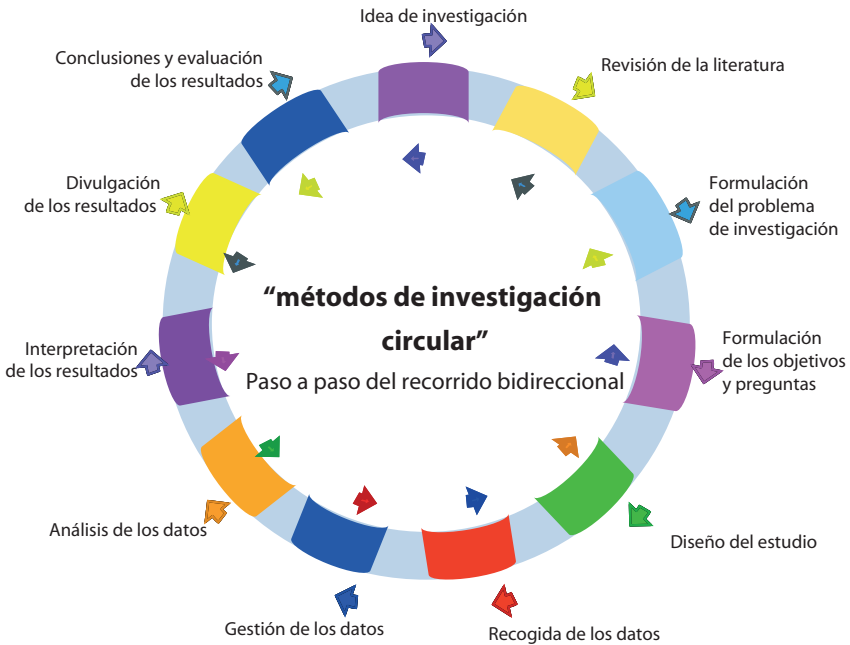 Idea de investigación
Revisión de la literatura
Formulación
del problema
de investigación
Formulación
de los objetivos
y preguntas
Diseño del estudio
Recogida de los datos
Gestión de los datos
Análisis de los datos
Interpretación
de los resultados
Divulgación
de los resultados
Conclusiones y evaluación
de los resultados
“métodos de investigación
circular”
Paso a paso del recorrido bidireccional